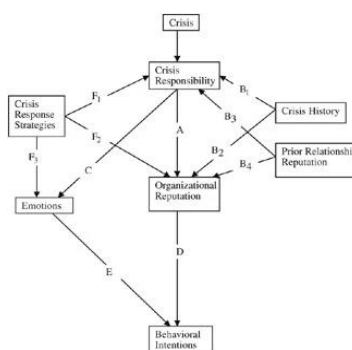 Crisis
Crisis
Responsibility
Crisis
Response
Strategies
F1
B1
Crisis History
B3
F2
A
B2
Prior Relationship
Reputation
F3
C
B4
Emotions
Organizational
Reputation
E
D
Behavioral
Intentions